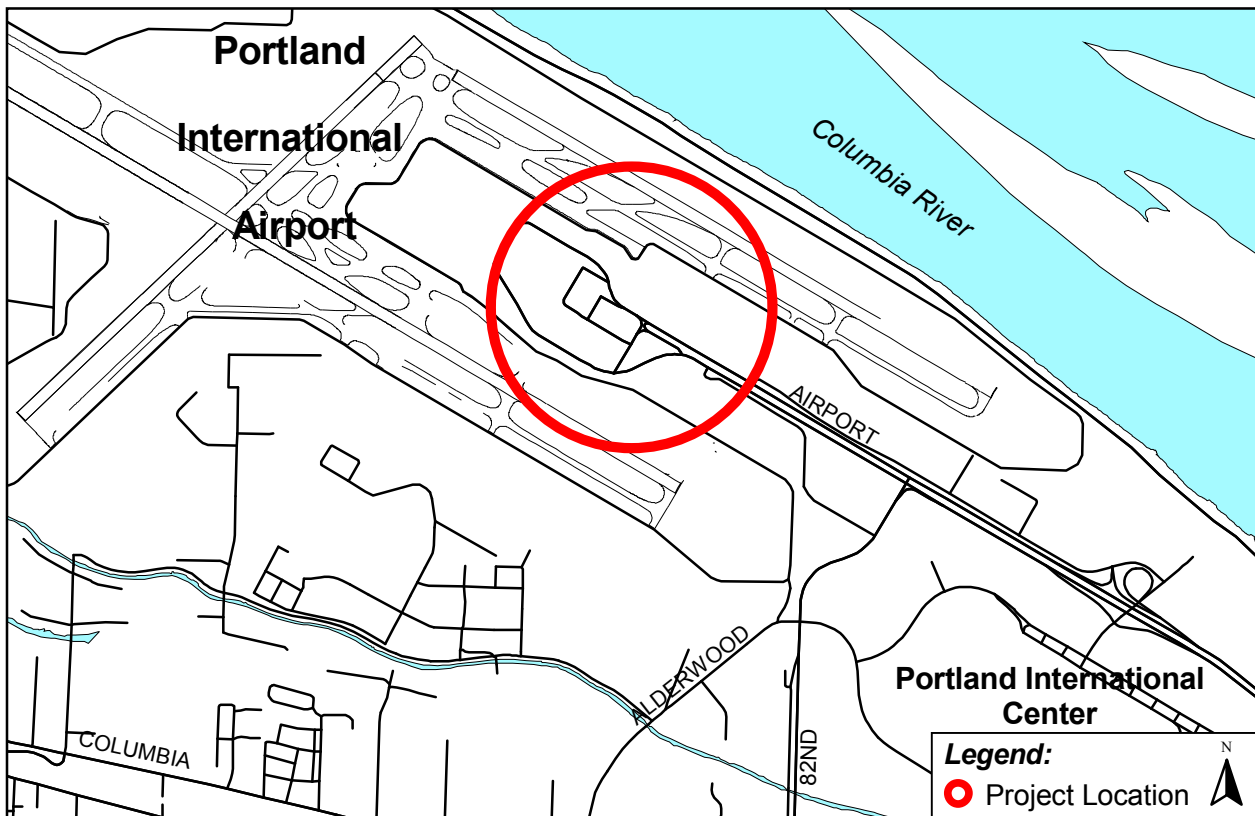 Portland
International
Airport
Columbia River
AIRPORT
ALDERWOOD
82ND
COLUMBIA
Portland International
Center
Legend:
Project Location
N